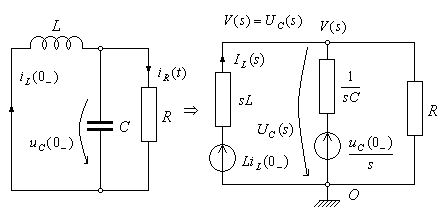 V(s) = U_C(s)
V(s)
L
i_L(0_−)
i_R(t)
u_C(0_−)
C
R
⇒
I_L(s)
sL
Li_L(0_−)
U_C(s)
1
sC
u_C(0_−)
s
R
O